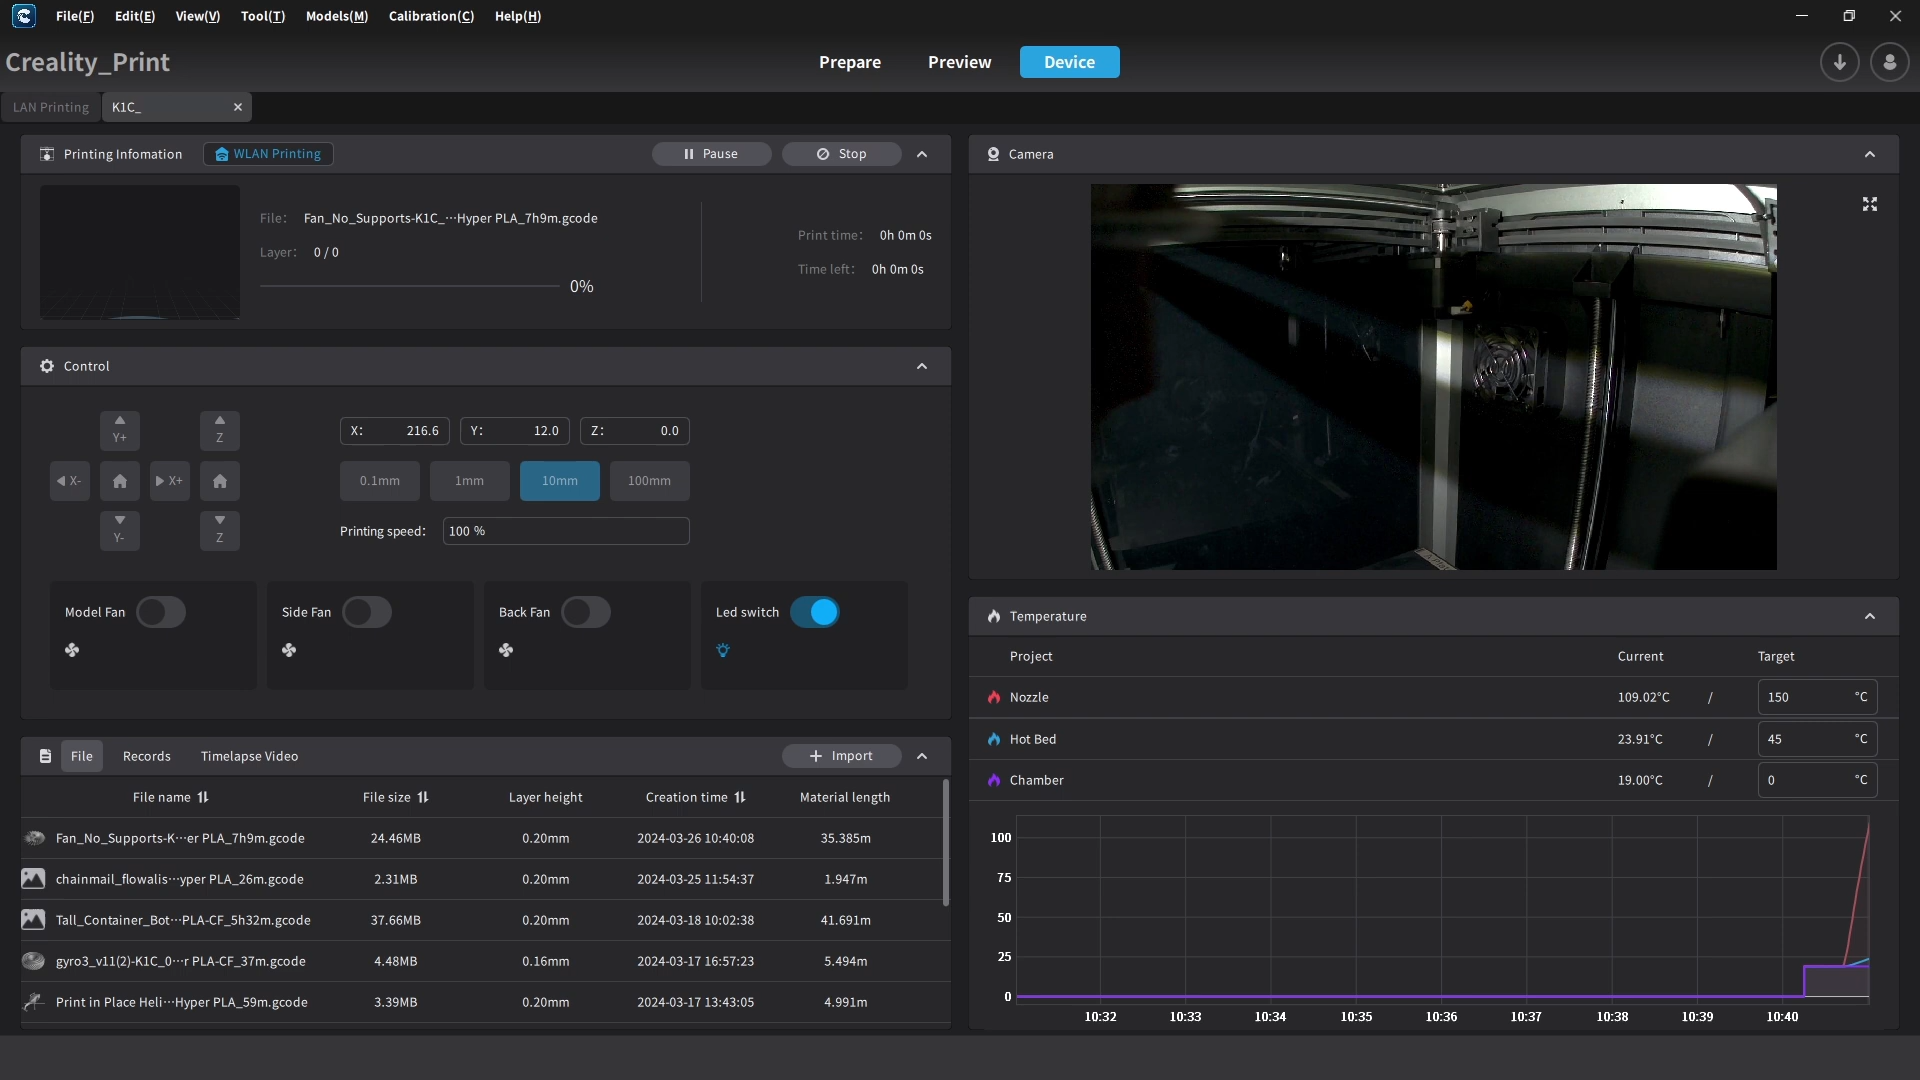 File(F) Edit(E) View(V) Tool(T) Models(M) Calibration(C) Help(H)
Creality_Print
Prepare Preview Device
LAN Printing K1C_
Printing Infomation WLAN Printing Pause Stop
File: Fan_No_Supports-K1C_···Hyper PLA_7h9m.gcode
Layer: 0 / 0
0%
Print time: 0h 0m 0s
Time left: 0h 0m 0s
Control
Y+ Z
X: 216.6 Y: 12.0 Z: 0.0
X- X+
0.1mm 1mm 10mm 100mm
Y- Z
Printing speed: 100 %
Model Fan Side Fan Back Fan Led switch
File Records Timelapse Video Import
File name File size Layer height Creation time Material length
Fan_No_Supports-K···er PLA_7h9m.gcode 24.46MB 0.20mm 2024-03-26 10:40:08 35.385m
chainmail_flowalis···yper PLA_26m.gcode 2.31MB 0.20mm 2024-03-25 11:54:37 1.947m
Tall_Container_Bot···PLA-CF_5h32m.gcode 37.66MB 0.20mm 2024-03-18 10:02:38 41.691m
gyro3_v11(2)-K1C_0···r PLA-CF_37m.gcode 4.48MB 0.16mm 2024-03-17 16:57:23 5.494m
Print in Place Heli···Hyper PLA_59m.gcode 3.39MB 0.20mm 2024-03-17 13:43:05 4.991m
Camera
Temperature
Project Current Target
Nozzle 109.02°C / 150 °C
Hot Bed 23.91°C / 45 °C
Chamber 19.00°C / 0 °C
100
75
50
25
0
10:32 10:33 10:34 10:35 10:36 10:37 10:38 10:39 10:40